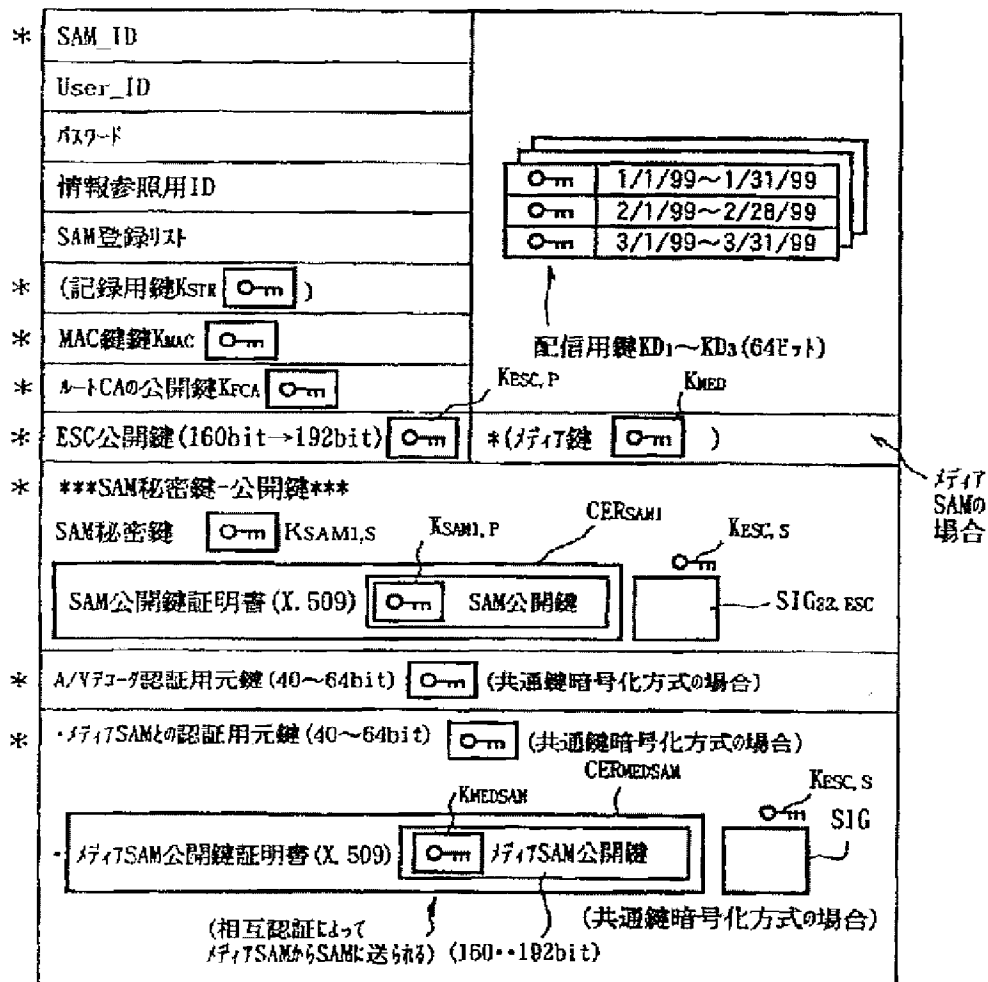 * SAM_ID
User_ID
パスワード
情報参照用ID
SAM登録リスト
* (記録用鍵KSTR )
* MAC鍵鍵KMAC
* ルートCAの公開鍵KFCA
1/1/99~1/31/99
2/1/99~2/28/99
3/1/99~3/31/99
配信用鍵KD1~KD3(64ビット)
KESC,P
KMED
* ESC公開鍵(160bit→192bit)
*(メディア鍵 )
メディア
SAMの
場合
* ***SAM秘密鍵-公開鍵***
SAM秘密鍵 KSAM1,S
KSAM1,P
CERSAM1
KESC,S
SAM公開鍵証明書(X.509) SAM公開鍵
SIG22,ESC
* A/Vデコーダ認証用元鍵(40~64bit) (共通鍵暗号化方式の場合)
* ・メディアSAMとの認証用元鍵(40~64bit) (共通鍵暗号化方式の場合)
CERMEDSAM
KMEDSAM
KESC,S
SIG
・メディアSAM公開鍵証明書(X.509) メディアSAM公開鍵
(共通鍵暗号化方式の場合)
(相互認証によって
メディアSAMからSAMに送られる) (160‥192bit)